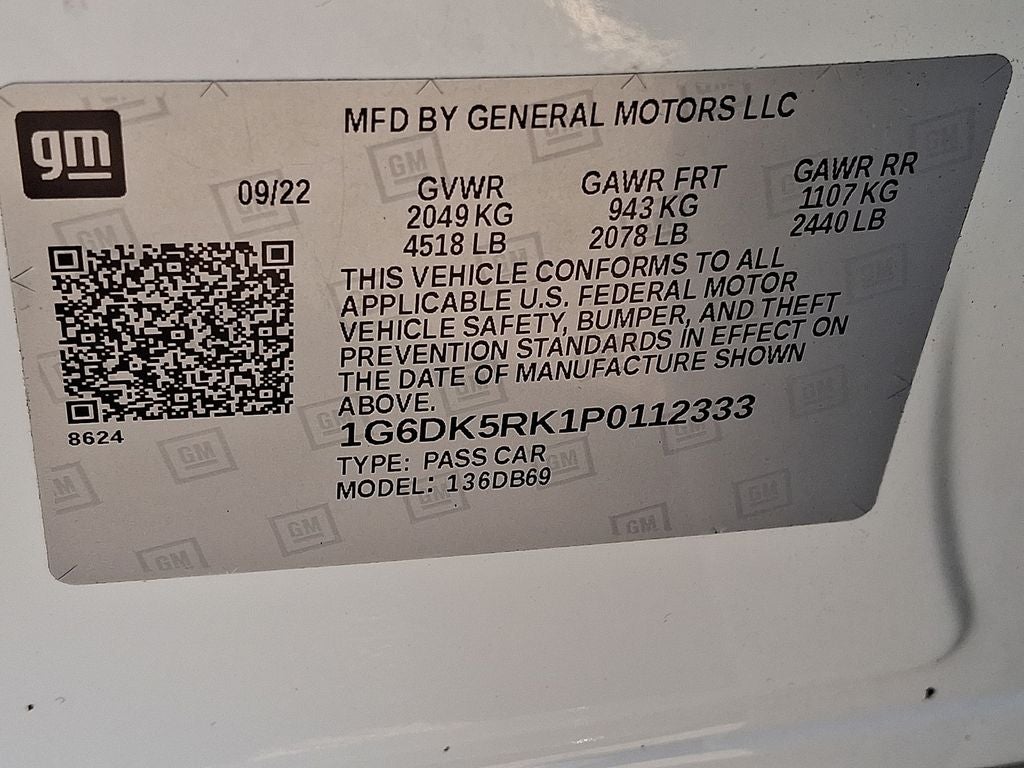 gm
MFD BY GENERAL MOTORS LLC
09/22
GVWR
2049 KG
4518 LB
GAWR FRT
943 KG
2078 LB
GAWR RR
1107 KG
2440 LB
THIS VEHICLE CONFORMS TO ALL
APPLICABLE U.S. FEDERAL MOTOR
VEHICLE SAFETY, BUMPER, AND THEFT
PREVENTION STANDARDS IN EFFECT ON
THE DATE OF MANUFACTURE SHOWN
ABOVE.
8624
1G6DK5RK1P0112333
TYPE: PASS CAR
MODEL: 136DB69